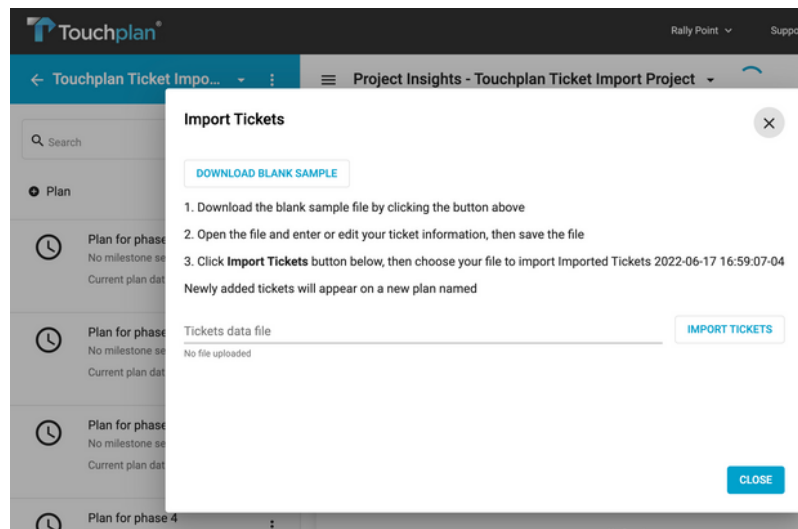 Touchplan®
Rally Point
Suppo
Touchplan Ticket Impo...
Project Insights - Touchplan Ticket Import Project
Search
Plan
Plan for phase
No milestone se
Current plan dat
Plan for phase
No milestone se
Current plan dat
Plan for phase
No milestone se
Current plan dat
Plan for phase 4
Import Tickets
DOWNLOAD BLANK SAMPLE
1. Download the blank sample file by clicking the button above
2. Open the file and enter or edit your ticket information, then save the file
3. Click Import Tickets button below, then choose your file to import Imported Tickets 2022-06-17 16:59:07-04
Newly added tickets will appear on a new plan named
Tickets data file
IMPORT TICKETS
No file uploaded
CLOSE